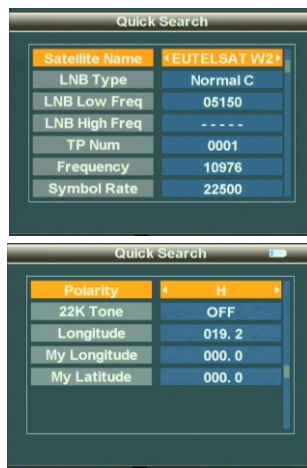 Quick Search
Satellite Name EUTELSAT W2
LNB Type Normal C
LNB Low Freq 05150
LNB High Freq -----
TP Num 0001
Frequency 10976
Symbol Rate 22500
Quick Search
Polarity H
22K Tone OFF
Longitude 019. 2
My Longitude 000. 0
My Latitude 000. 0